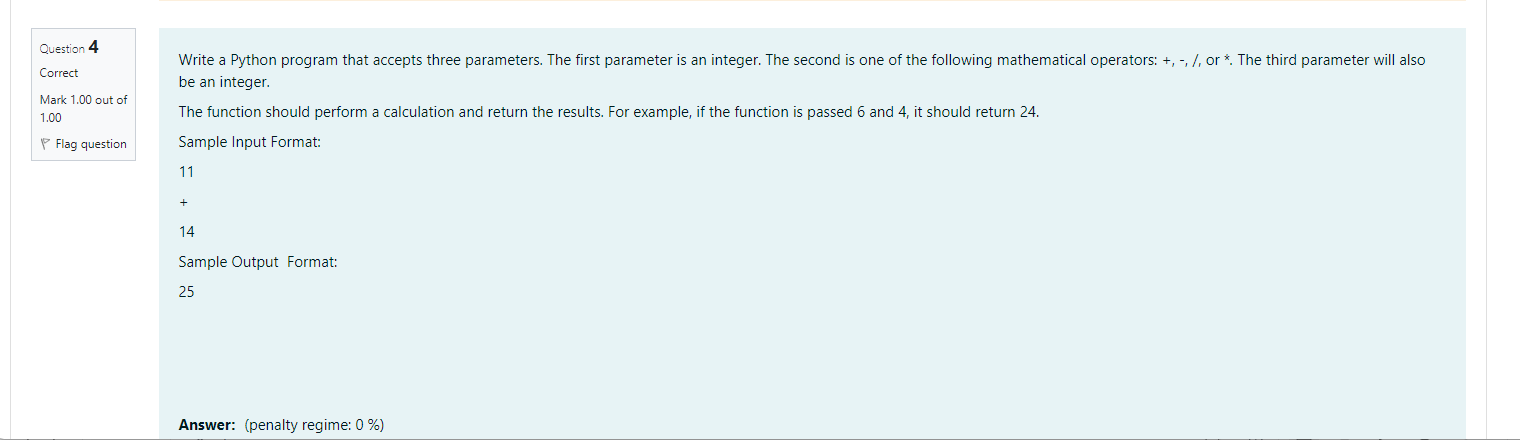 Question 4
Correct
Mark 1.00 out of
1.00
Flag question
Write a Python program that accepts three parameters. The first parameter is an integer. The second is one of the following mathematical operators: +, -, /, or *. The third parameter will also
be an integer.
The function should perform a calculation and return the results. For example, if the function is passed 6 and 4, it should return 24.
Sample Input Format:
11
+
14
Sample Output  Format:
25
Answer:  (penalty regime: 0 %)